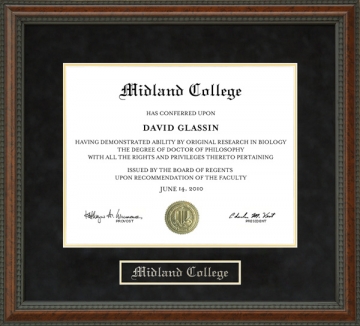 Midland College
HAS CONFERRED UPON
DAVID GLASSIN
HAVING DEMONSTRATED ABILITY BY ORIGINAL RESEARCH IN BIOLOGY
THE DEGREE OF DOCTOR OF PHILOSOPHY
WITH ALL THE RIGHTS AND PRIVILEGES THERETO PERTAINING
ISSUED BY THE BOARD OF REGENTS
UPON RECOMMENDATION OF THE FACULTY
JUNE 14, 2010
PROVOST
PRESIDENT
Midland College